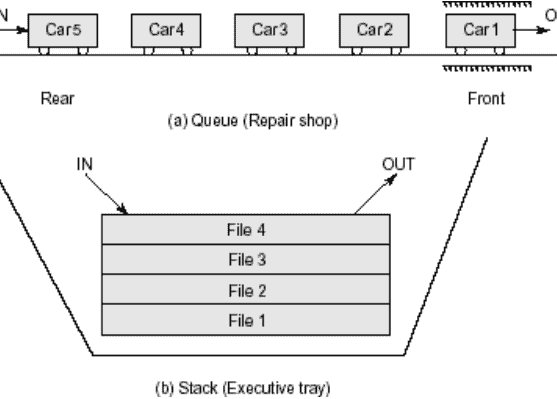 N
Car5 Car4 Car3 Car2 Car1
O
Rear Front
(a) Queue (Repair shop)
IN OUT
File 4
File 3
File 2
File 1
(b) Stack (Executive tray)